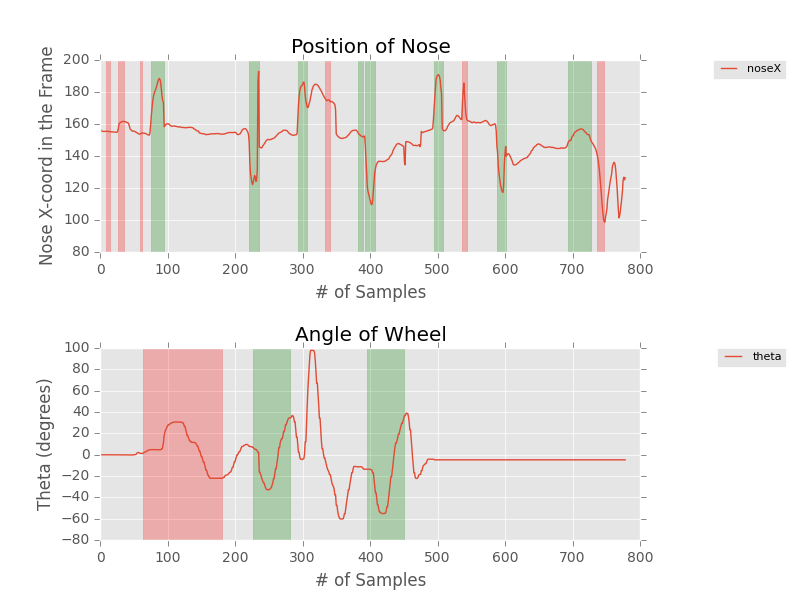 Position of Nose
Nose X-coord in the Frame
200
180
160
140
120
100
80
0 100 200 300 400 500 600 700 800
# of Samples
noseX
Angle of Wheel
Theta (degrees)
100
80
60
40
20
0
−20
−40
−60
−80
0 100 200 300 400 500 600 700 800
# of Samples
theta